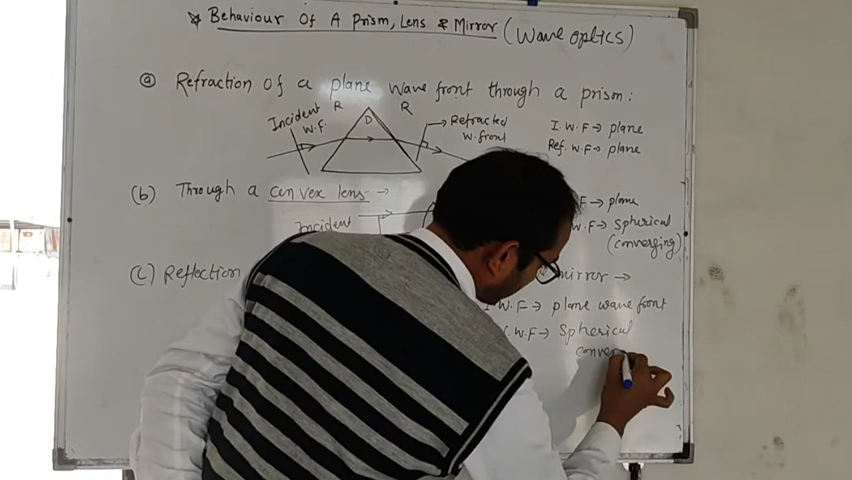 ☆ Behaviour Of A Prism, Lens & Mirror (Wave optics)
ⓐ Refraction Of a plane wave front through a prism:
R R
Incident W.F.
D
Refracted w.front
I.W.F → plane
Ref. W.F → plane
(b) Through a convex lens →
Incident
F → plane
W.F → Spherical
(converging)
(C) Reflection
mirror →
I.W.F → plane wave front
W.F → Spherical
conver